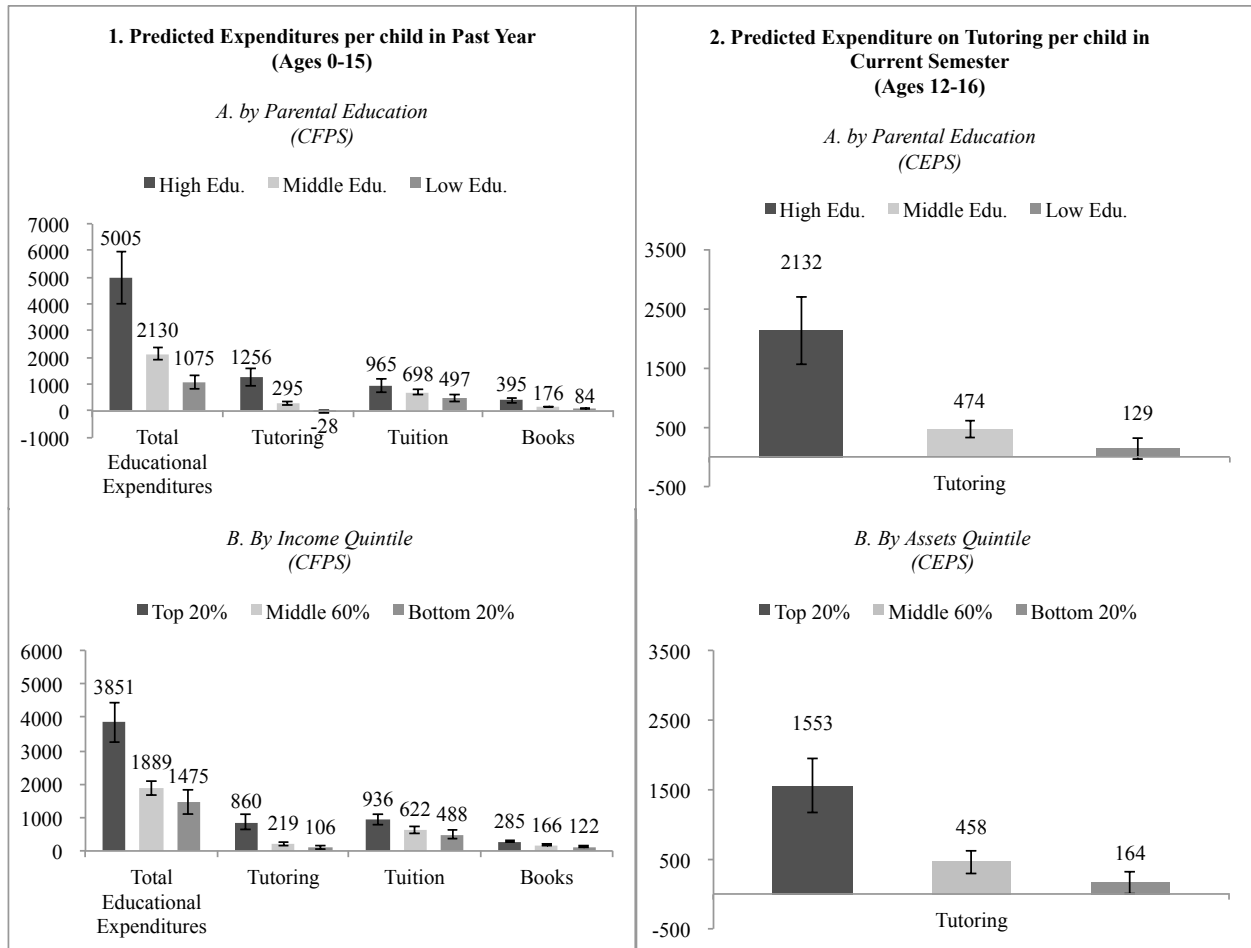 1. Predicted Expenditures per child in Past Year
(Ages 0-15)
A. by Parental Education
(CFPS)
High Edu. Middle Edu. Low Edu.
7000
6000
5000
4000
3000
2000
1000
0
-1000
5005
2130
1075
1256
295
-28
965
698
497
395
176
84
Total
Educational
Expenditures
Tutoring
Tuition
Books
B. By Income Quintile
(CFPS)
Top 20% Middle 60% Bottom 20%
6000
5000
4000
3000
2000
1000
0
3851
1889
1475
860
219
106
936
622
488
285
166
122
Total
Educational
Expenditures
Tutoring
Tuition
Books
2. Predicted Expenditure on Tutoring per child in
Current Semester
(Ages 12-16)
A. by Parental Education
(CEPS)
High Edu. Middle Edu. Low Edu.
3500
2500
1500
500
-500
2132
474
129
Tutoring
B. By Assets Quintile
(CEPS)
Top 20% Middle 60% Bottom 20%
3500
2500
1500
500
-500
1553
458
164
Tutoring